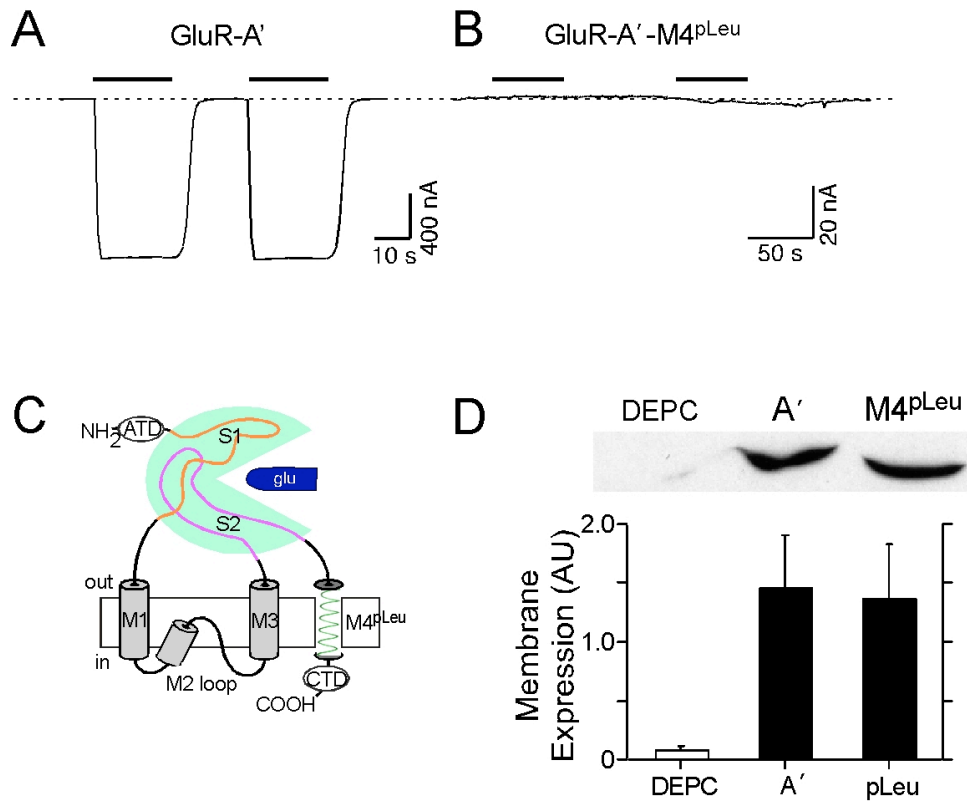 A
GluR-A′
10 s
400 nA
B
GluR-A′-M4pLeu
50 s
20 nA
C
NH2
ATD
S1
glu
S2
out
M1
M3
M4pLeu
in
M2 loop
CTD
COOH
D
DEPC A′ M4pLeu
Membrane
Expression (AU)
2.0
1.0
0
DEPC A′ pLeu